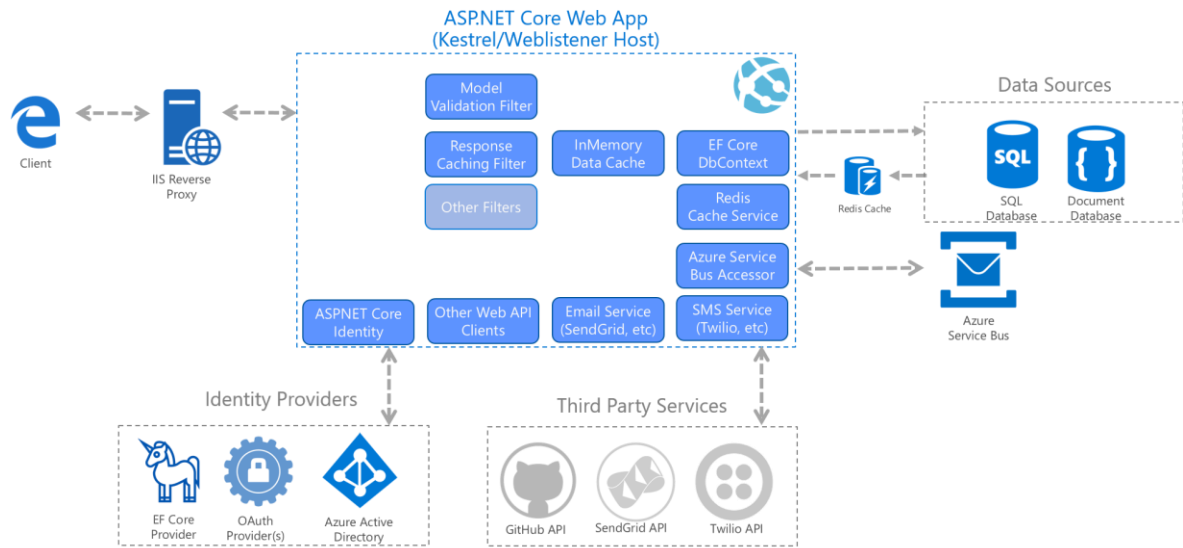 ASP.NET Core Web App
(Kestrel/Weblistener Host)
Model
Validation Filter
Data Sources
Response
Caching Filter
InMemory
Data Cache
EF Core
DbContext
SQL
{ }
Client
IIS Reverse
Proxy
Other Filters
Redis
Cache Service
Redis Cache
SQL
Database
Document
Database
Azure Service
Bus Accessor
ASP.NET Core
Identity
Other Web API
Clients
Email Service
(SendGrid, etc)
SMS Service
(Twilio, etc)
Azure
Service Bus
Identity Providers
Third Party Services
EF Core
Provider
OAuth
Provider(s)
Azure Active
Directory
GitHub API
SendGrid API
Twilio API